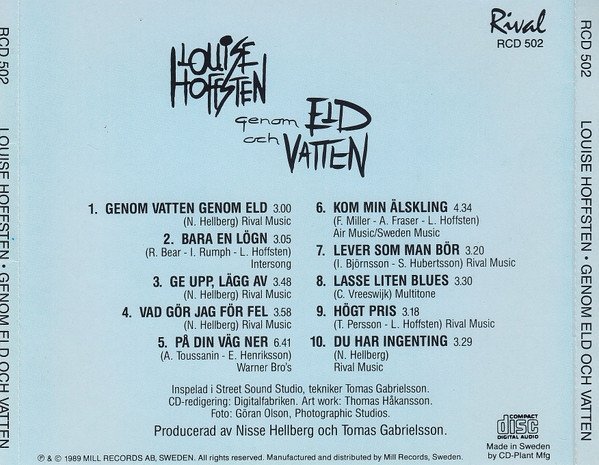 RCD 502
LOUISE HOFFSTEN • GENOM ELD OCH VATTEN
LOUISE
HOFFSTEN
genom ELD
och VATTEN
Rival
RCD 502
1. GENOM VATTEN GENOM ELD 3.00
(N. Hellberg) Rival Music
2. BARA EN LÖGN 3.05
(R. Bear - I. Rumph - L. Hoffsten)
Intersong
3. GE UPP, LÄGG AV 3.48
(N. Hellberg) Rival Music
4. VAD GÖR JAG FÖR FEL 3.58
(N. Hellberg) Rival Music
5. PÅ DIN VÄG NER 6.41
(A. Toussanin - E. Henriksson)
Warner Bro's
6. KOM MIN ÄLSKLING 4.34
(F. Miller - A. Fraser - L. Hoffsten)
Air Music/Sweden Music
7. LEVER SOM MAN BÖR 3.20
(I. Björnsson - S. Hubertsson) Rival Music
8. LASSE LITEN BLUES 3.30
(C. Vreeswijk) Multitone
9. HÖGT PRIS 3.18
(T. Persson - L. Hoffsten) Rival Music
10. DU HAR INGENTING 3.29
(N. Hellberg)
Rival Music
Inspelad i Street Sound Studio, tekniker Tomas Gabrielsson.
CD-redigering: Digitalfabriken. Art work: Thomas Håkansson.
Foto: Göran Olson, Photographic Studios.
Producerad av Nisse Hellberg och Tomas Gabrielsson.
COMPACT
disc
DIGITAL AUDIO
Made in Sweden
by CD-Plant Mfg
℗ & © 1989 MILL RECORDS AB, SWEDEN. All rights reserved. Manufactured and distributed by Mill Records, Sweden.
RCD 502
LOUISE HOFFSTEN • GENOM ELD OCH VATTEN